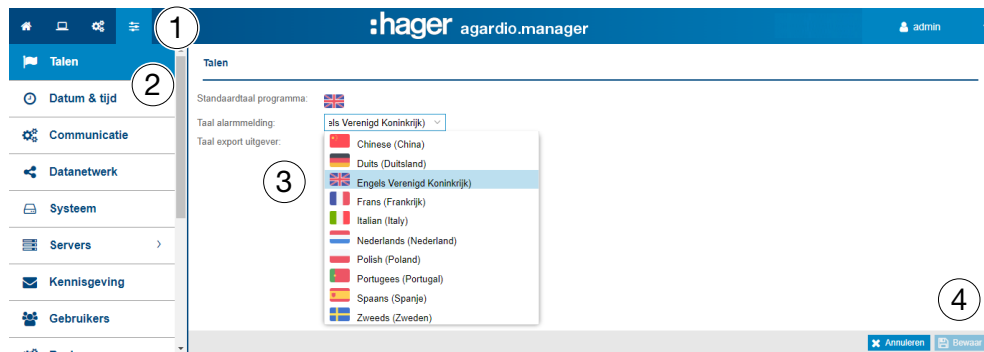 1
:hager agardio.manager
admin
Talen
2
Datum & tijd
Communicatie
Datanetwerk
Systeem
Servers
Kennisgeving
Gebruikers
Talen
Standaardtaal programma:
Taal alarmmelding:
els Verenigd Koninkrijk)
Taal export uitgever:
3
Chinese (China)
Duits (Duitsland)
Engels Verenigd Koninkrijk)
Frans (Frankrijk)
Italian (Italy)
Nederlands (Nederland)
Polish (Poland)
Portugees (Portugal)
Spaans (Spanje)
Zweeds (Zweden)
4
Annuleren
Bewaar